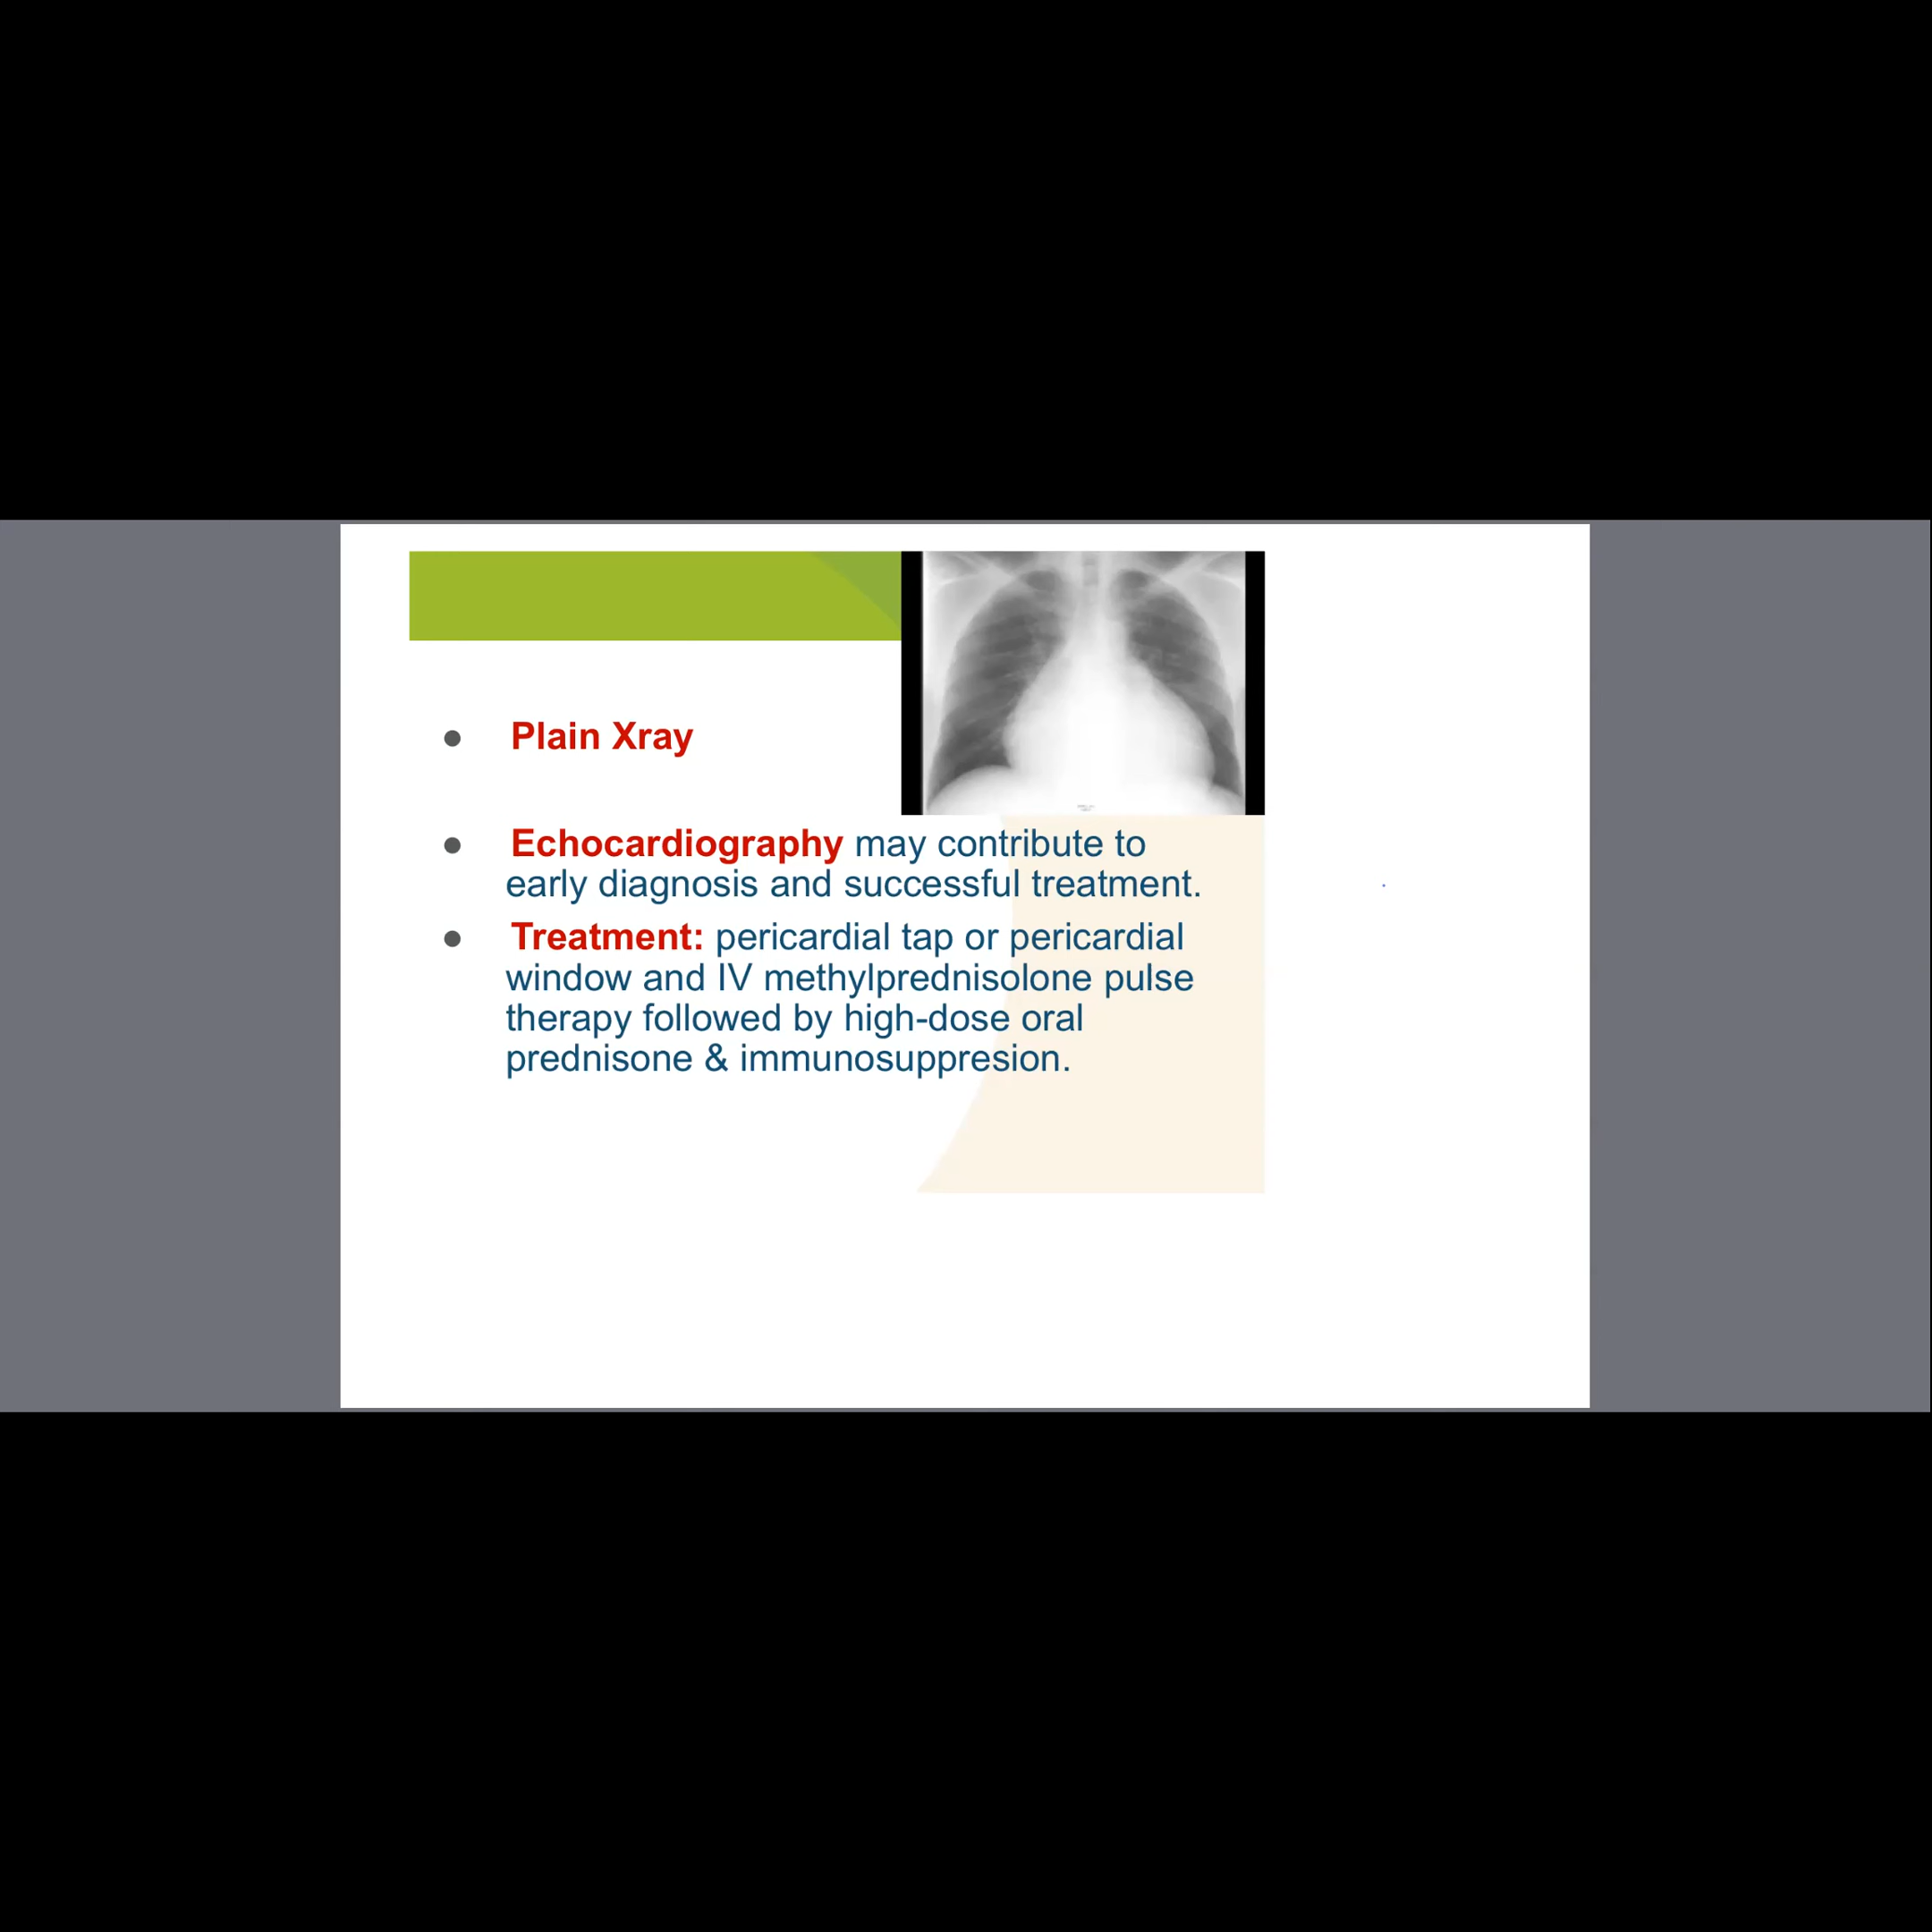 ● Plain Xray
● Echocardiography may contribute to
early diagnosis and successful treatment.
● Treatment: pericardial tap or pericardial
window and IV methylprednisolone pulse
therapy followed by high-dose oral
prednisone & immunosuppresion.